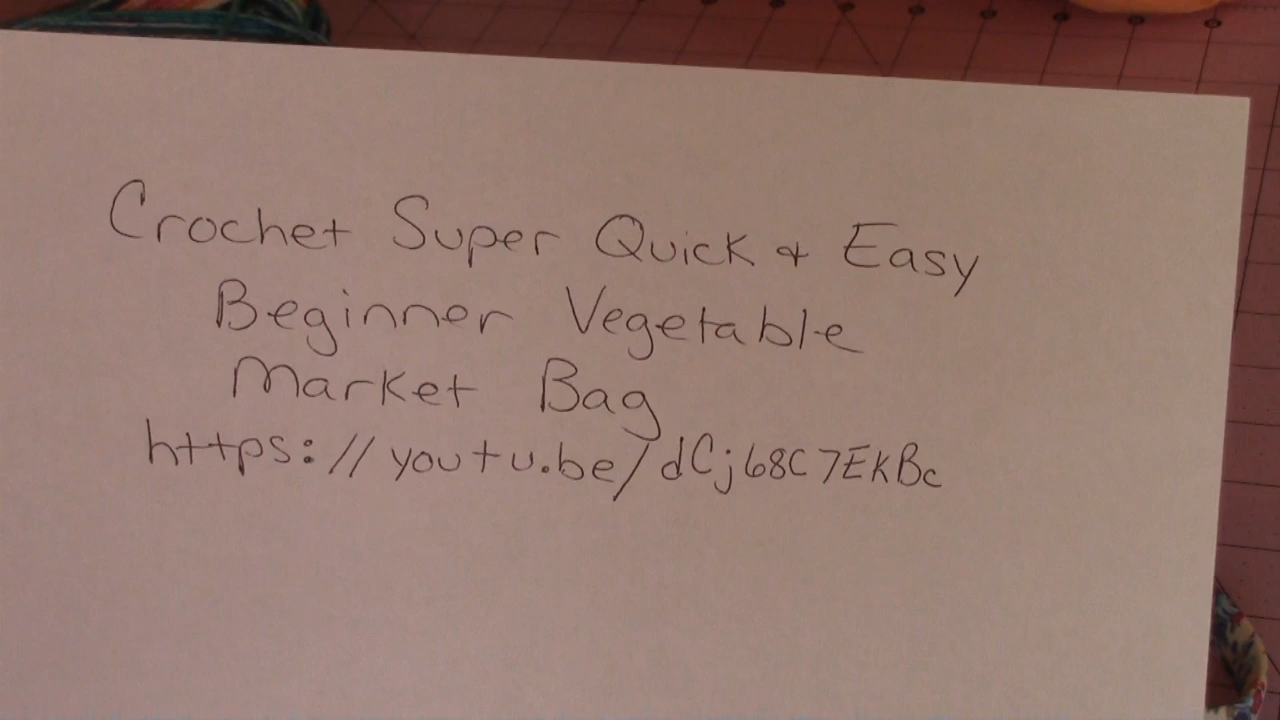 Crochet Super Quick & Easy
Beginner Vegetable
Market Bag
https://youtu.be/dCj68C7EKBc